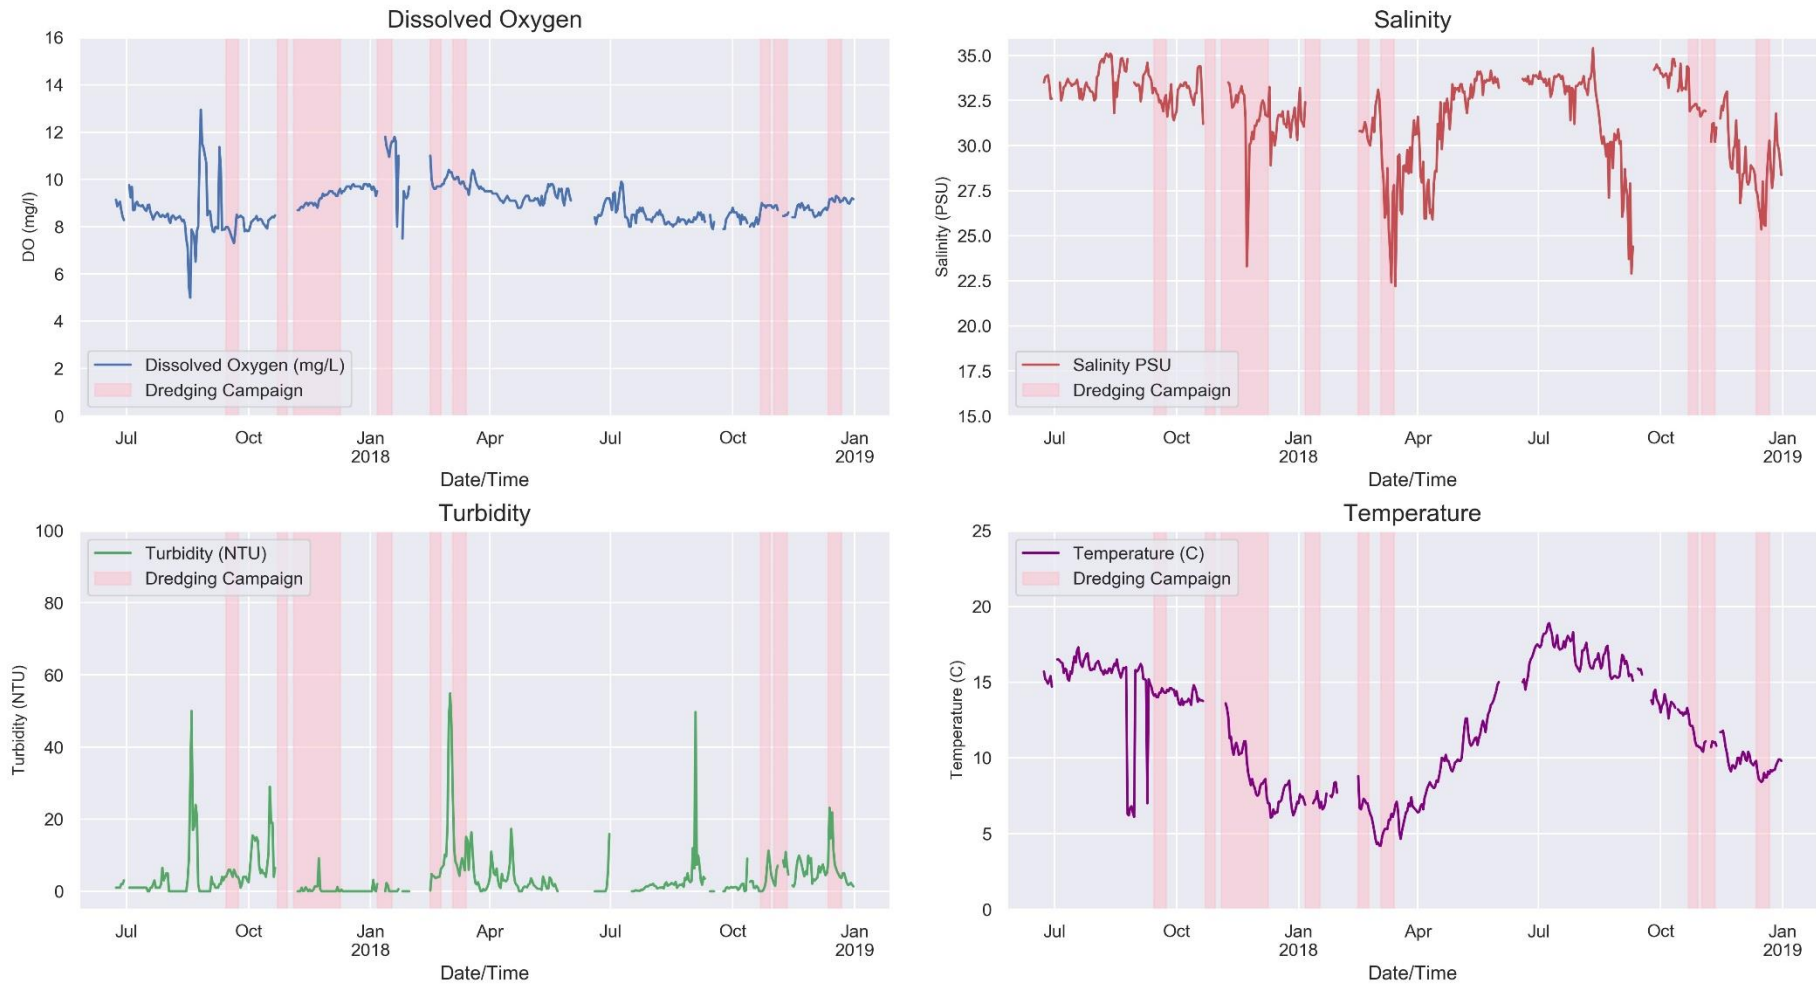 Dissolved Oxygen
16
14
12
10
8
6
4
2
0
DO (mg/l)
Dissolved Oxygen (mg/L)
Dredging Campaign
Jul Oct Jan Apr Jul Oct Jan
2018 2019
Date/Time
Salinity
35.0
32.5
30.0
27.5
25.0
22.5
20.0
17.5
15.0
Salinity (PSU)
Salinity PSU
Dredging Campaign
Jul Oct Jan Apr Jul Oct Jan
2018 2019
Date/Time
Turbidity
100
80
60
40
20
0
Turbidity (NTU)
Turbidity (NTU)
Dredging Campaign
Jul Oct Jan Apr Jul Oct Jan
2018 2019
Date/Time
Temperature
25
20
15
10
5
0
Temperature (C)
Temperature (C)
Dredging Campaign
Jul Oct Jan Apr Jul Oct Jan
2018 2019
Date/Time